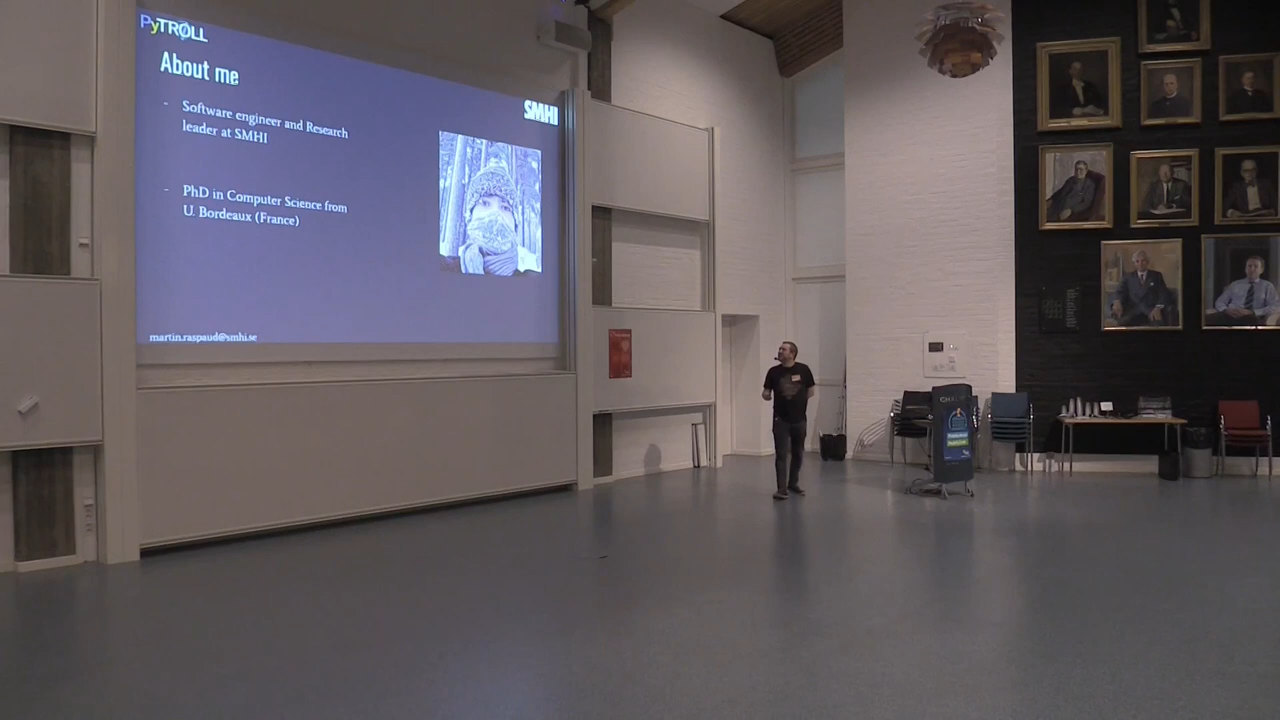 PyTRØLL
About me
SMHI
- Software engineer and Research
leader at SMHI
- PhD in Computer Science from
U. Bordeaux (France)
martin.raspaud@smhi.se